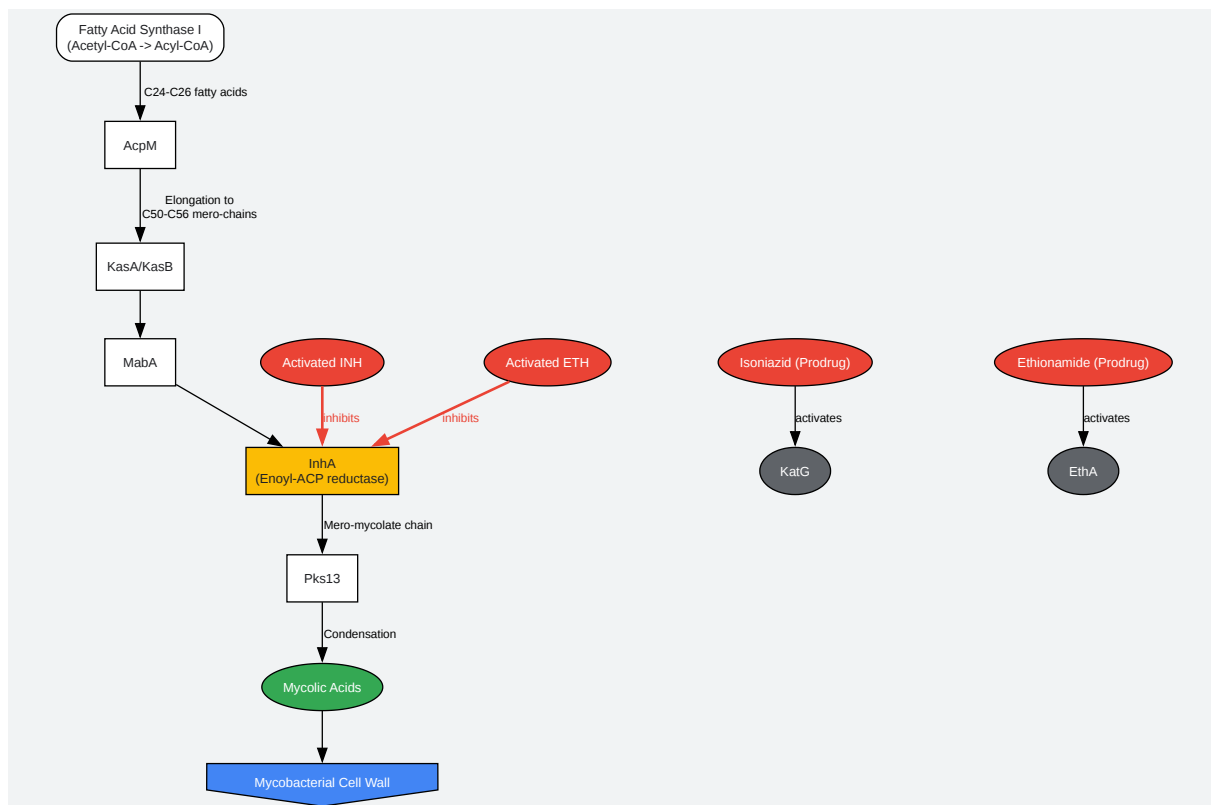 Fatty Acid Synthase I
(Acetyl-CoA -> Acyl-CoA)
C24-C26 fatty acids
AcpM
Elongation to
C50-C56 mero-chains
KasA/KasB
MabA
Activated INH
Activated ETH
Isoniazid (Prodrug)
Ethionamide (Prodrug)
inhibits
inhibits
activates
activates
InhA
(Enoyl-ACP reductase)
KatG
EthA
Mero-mycolate chain
Pks13
Condensation
Mycolic Acids
Mycobacterial Cell Wall